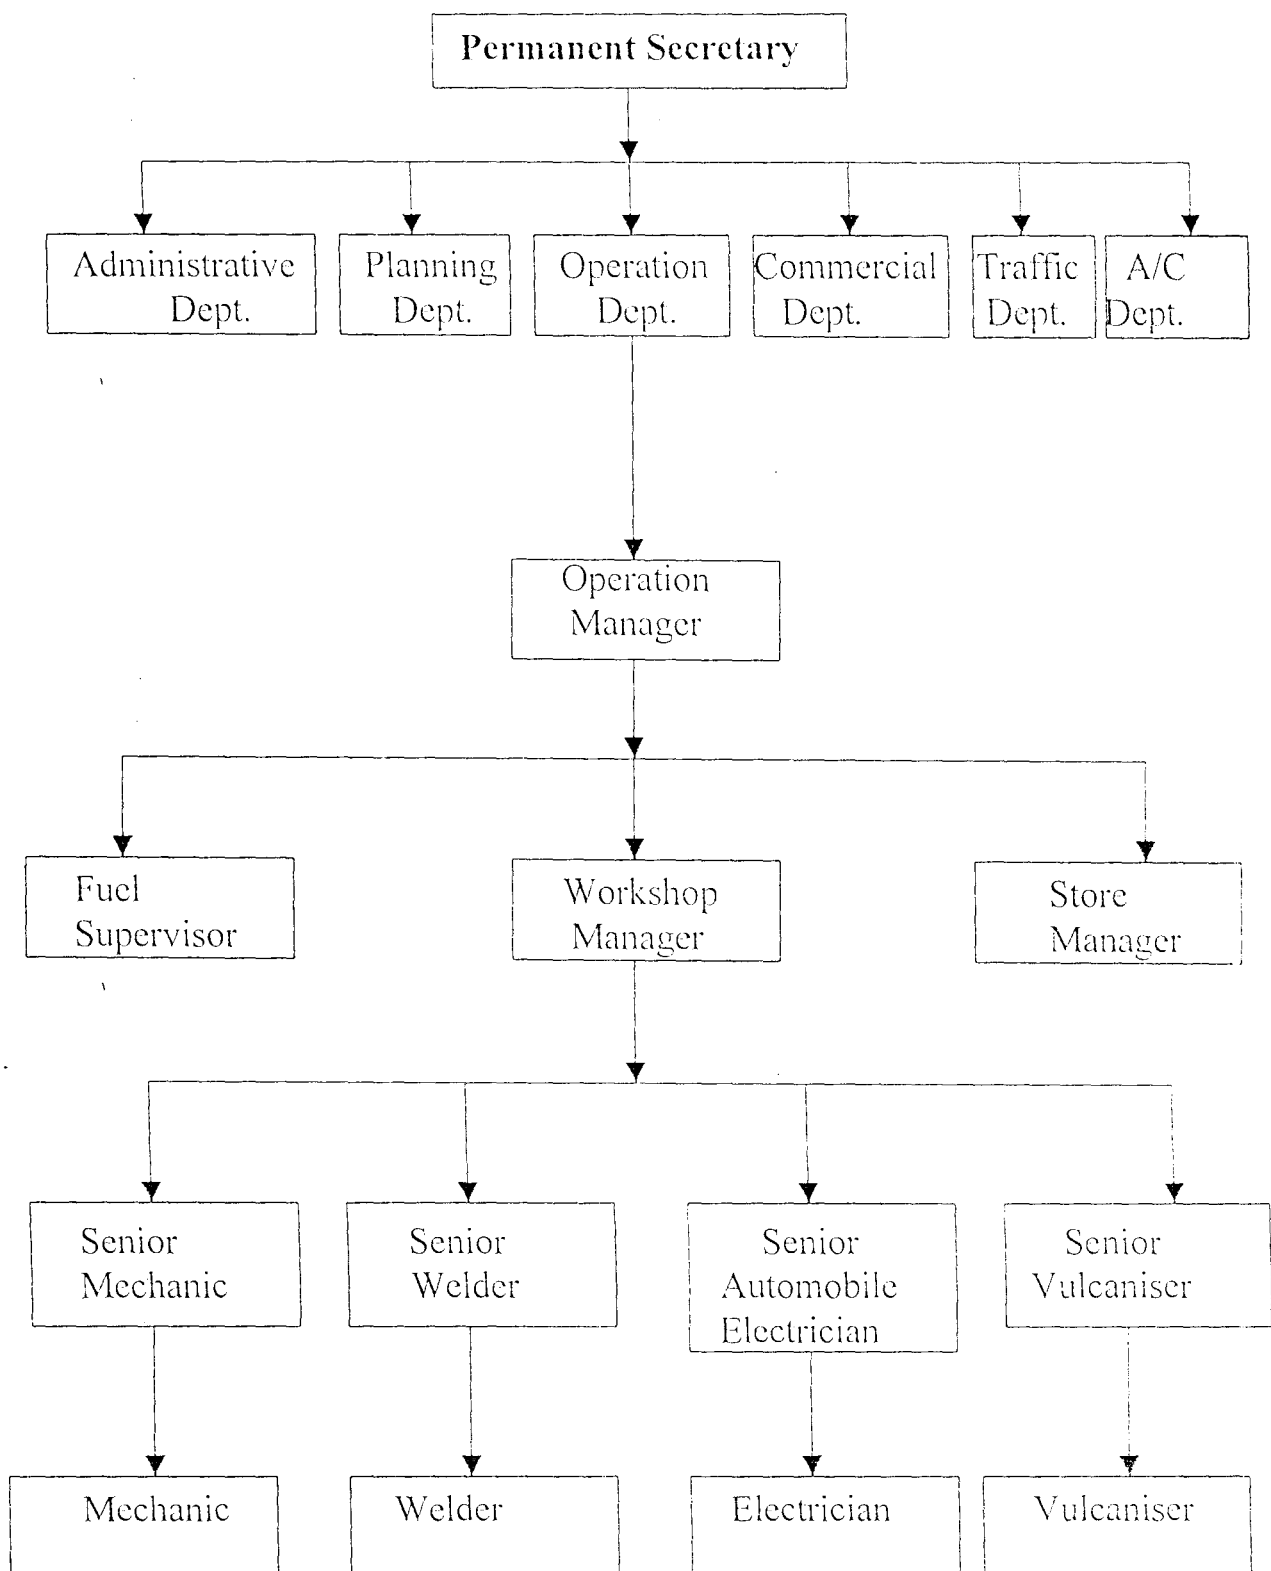 Permanent Secretary
Administrative
Dept.
Planning
Dept.
Operation
Dept.
Commercial
Dept.
Traffic
Dept.
A/C
Dept.
Operation
Manager
Fuel
Supervisor
Workshop
Manager
Store
Manager
Senior
Mechanic
Senior
Welder
Senior
Automobile
Electrician
Senior
Vulcaniser
Mechanic
Welder
Electrician
Vulcaniser